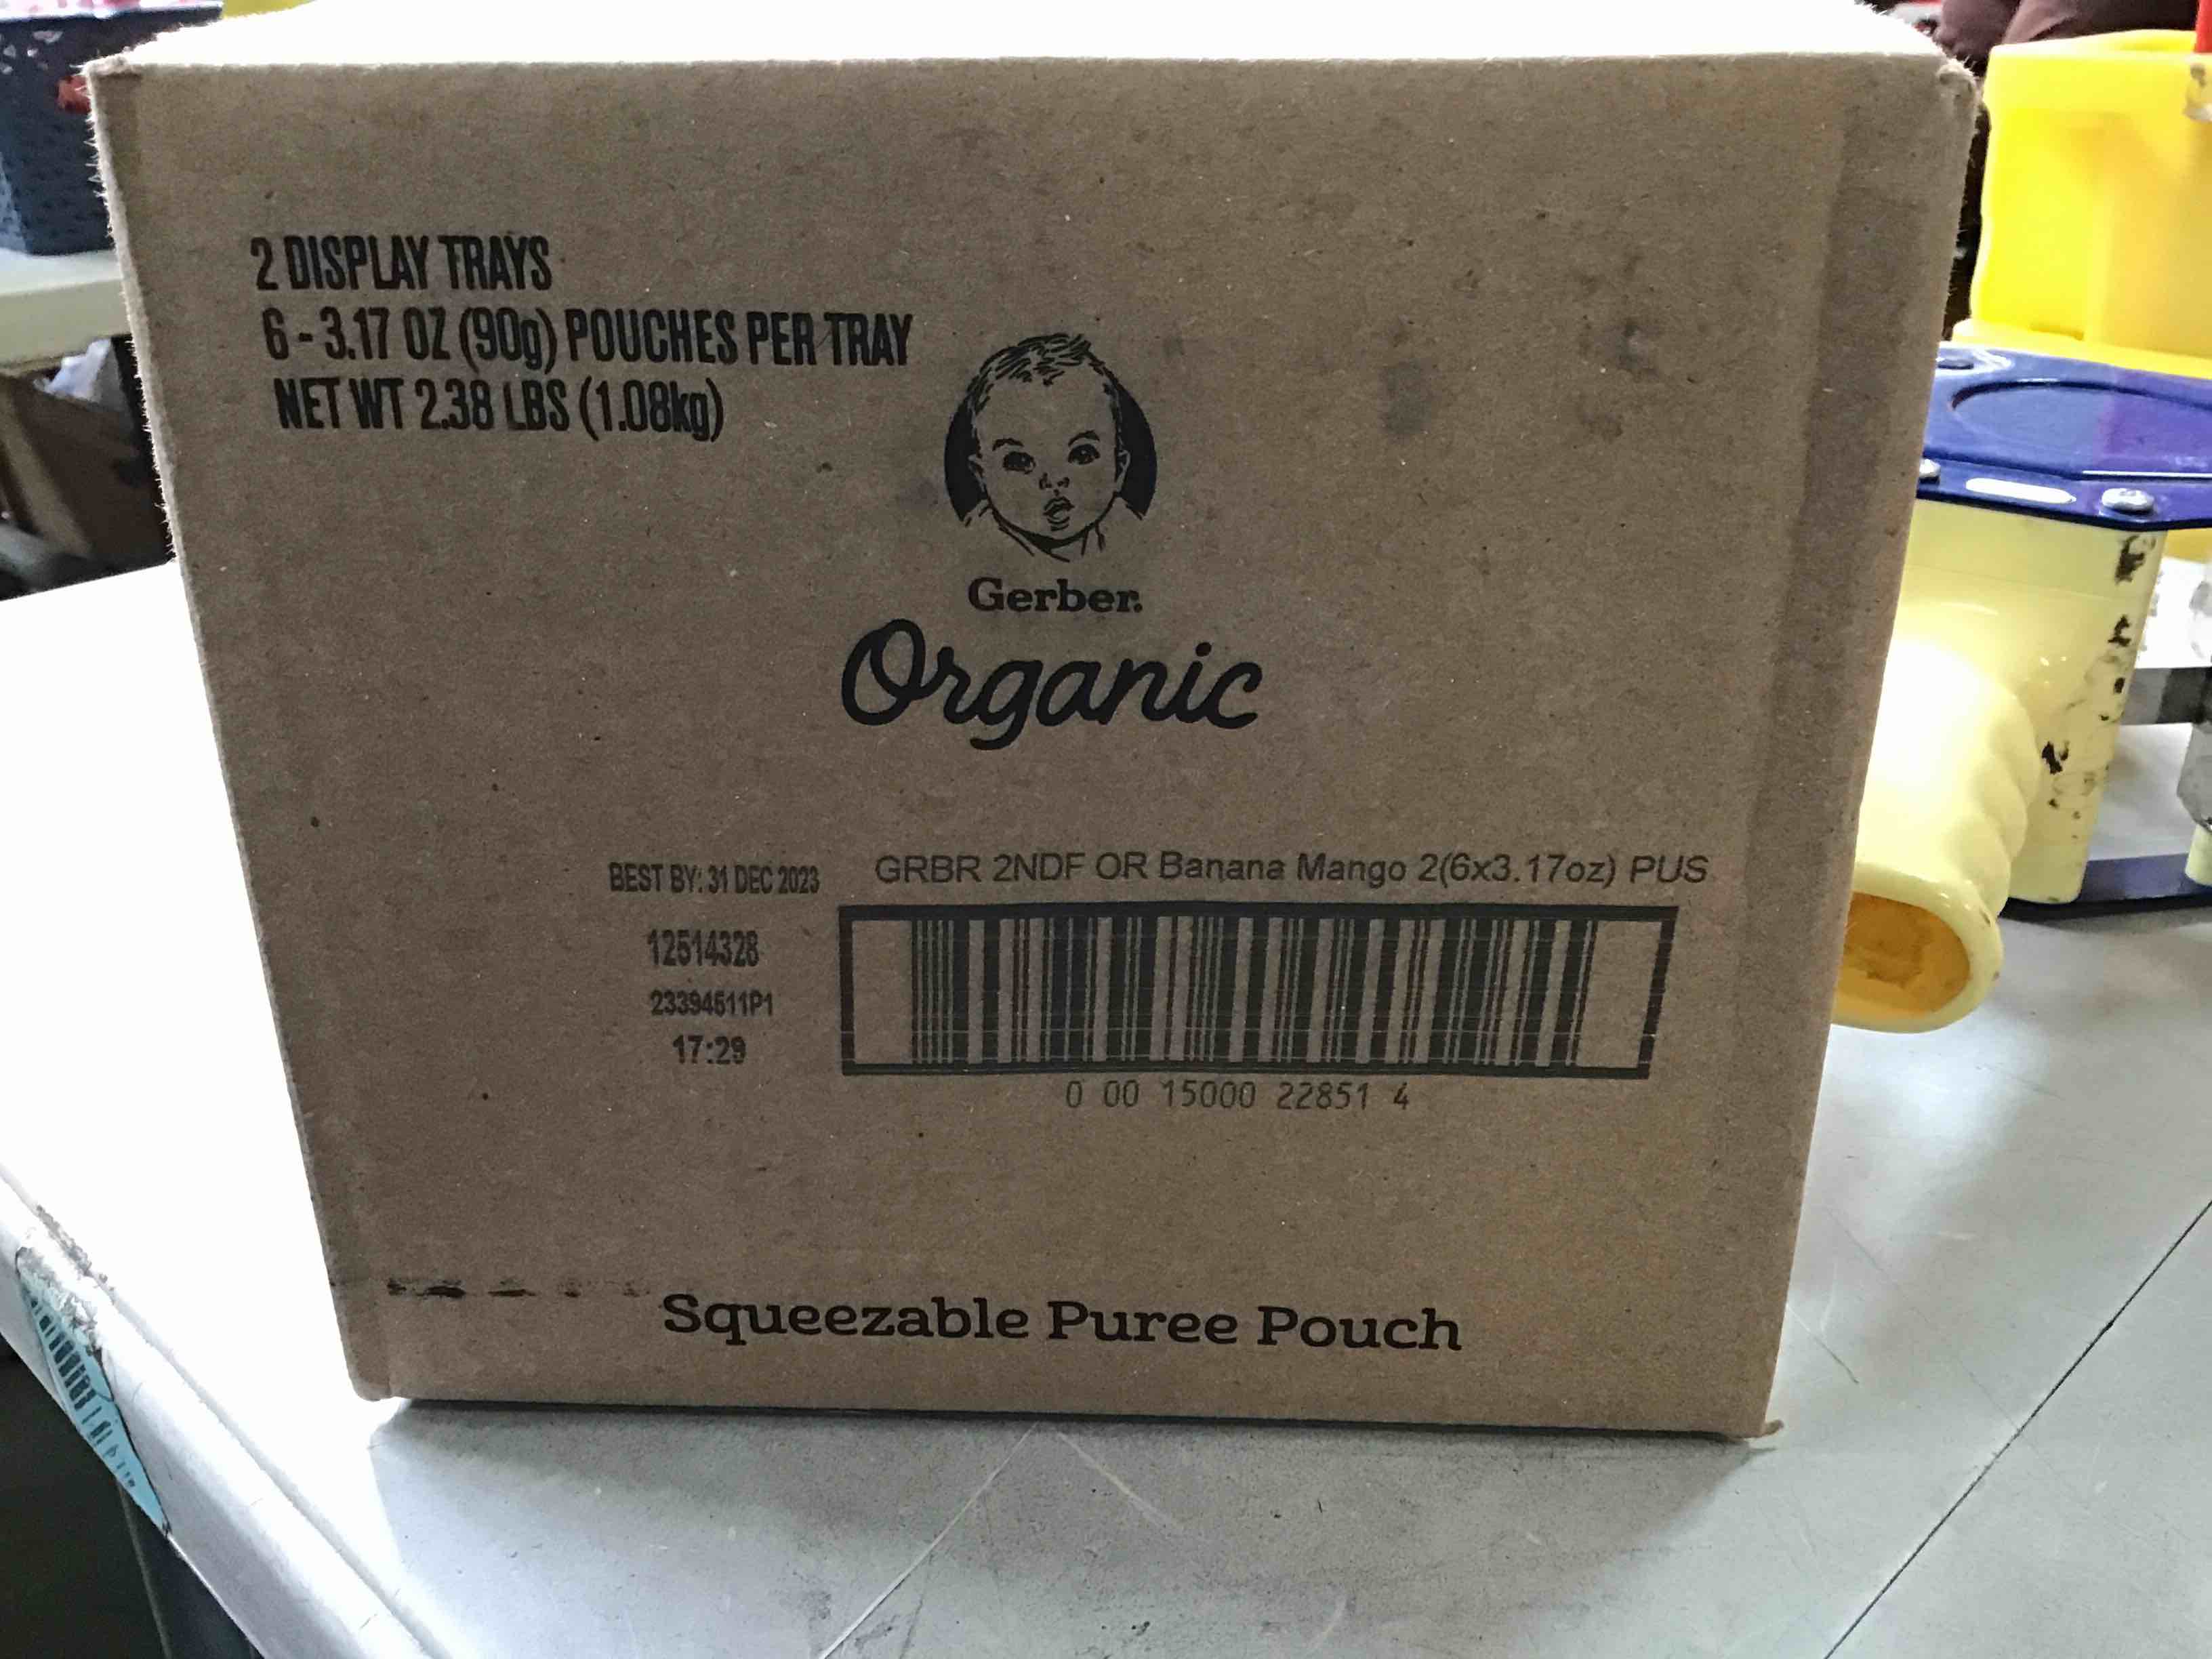 2 DISPLAY TRAYS
6 - 3.17 OZ (90g) POUCHES PER TRAY
NET WT 2.38 LBS (1.08kg)
Gerber.
Organic
BEST BY: 31 DEC 2023
GRBR 2NDF OR Banana Mango 2(6x3.17oz) PUS
12514328
23394511P1
17:29
0 00 15000 22851 4
Squeezable Puree Pouch